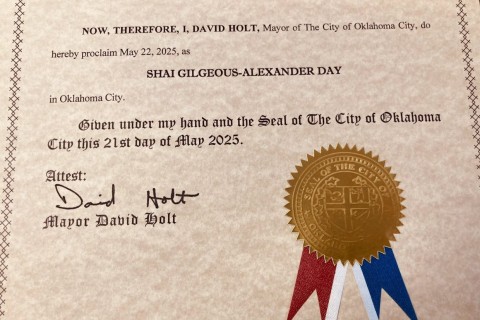 NOW, THEREFORE, I, DAVID HOLT, Mayor of The City of Oklahoma City, do
hereby proclaim May 22, 2025, as
SHAI GILGEOUS-ALEXANDER DAY
in Oklahoma City.
Given under my hand and the Seal of The City of Oklahoma
City this 21st day of May 2025.
Attest:
David Holt
Mayor David Holt
SEAL OF THE CITY OF